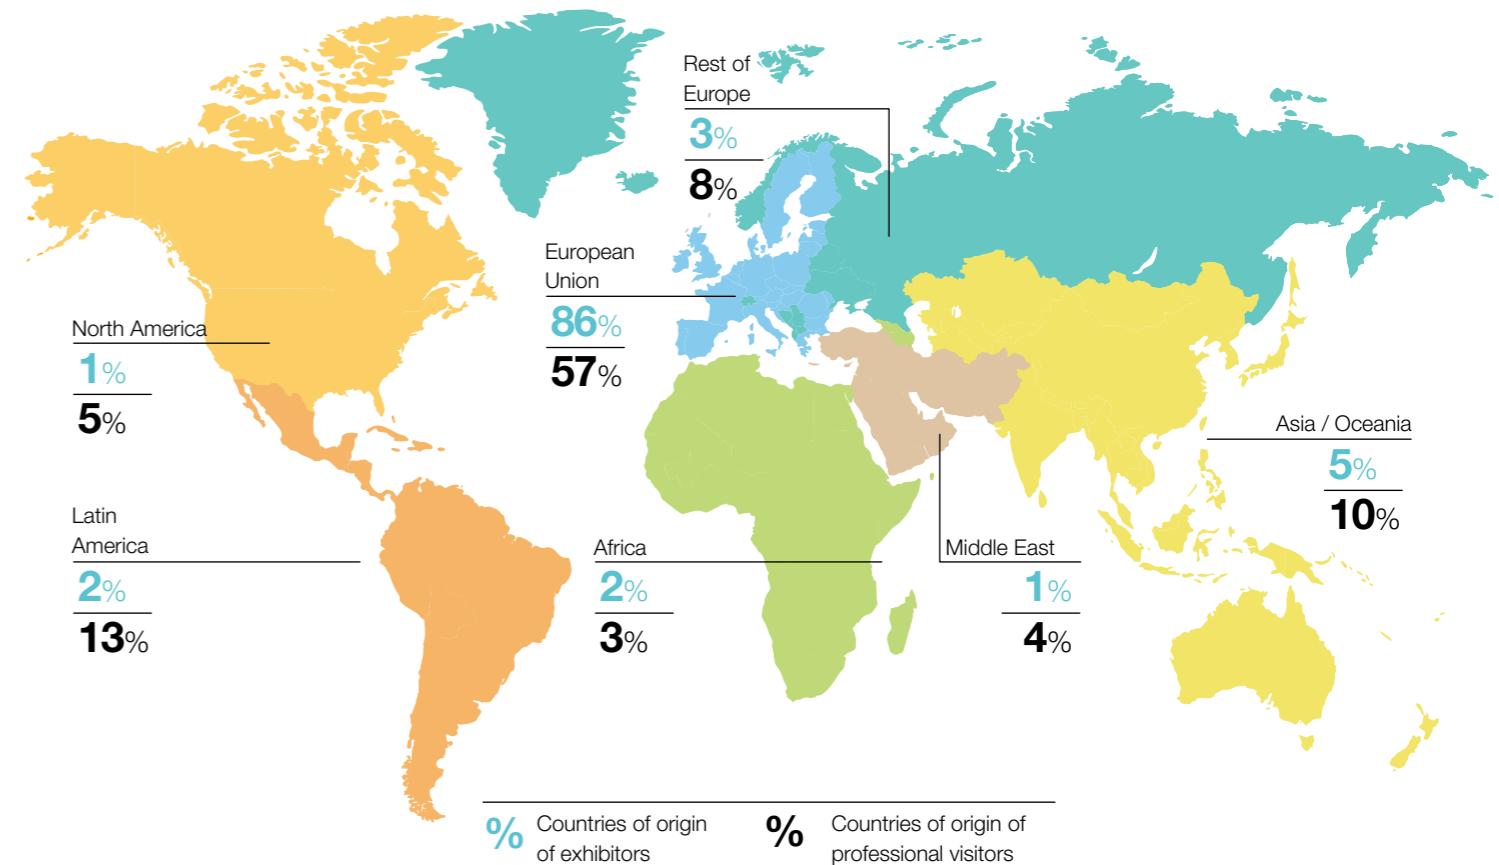 Rest of
Europe
3%
8%
European
Union
86%
57%
North America
1%
5%
Asia / Oceania
5%
10%
Latin
America
2%
13%
Africa
2%
3%
Middle East
1%
4%
% Countries of origin
of exhibitors
% Countries of origin of
professional visitors